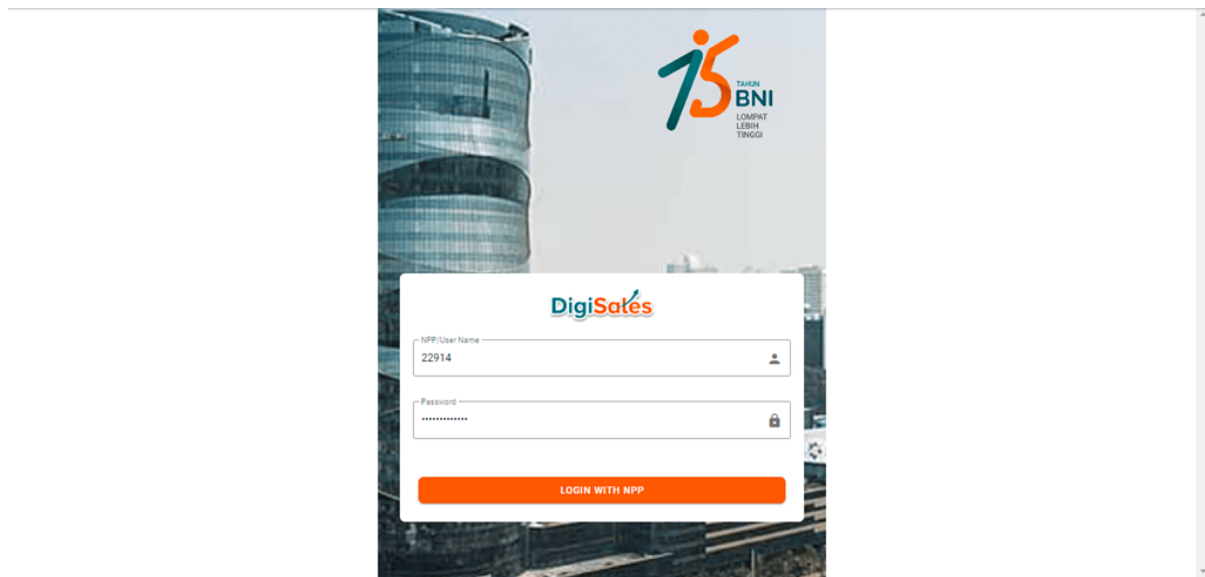 75
TAHUN
BNI
LOMPAT
LEBIH
TINGGI
DigiSales
NPP/User Name
22914
Password
•••••••••••••
LOGIN WITH NPP